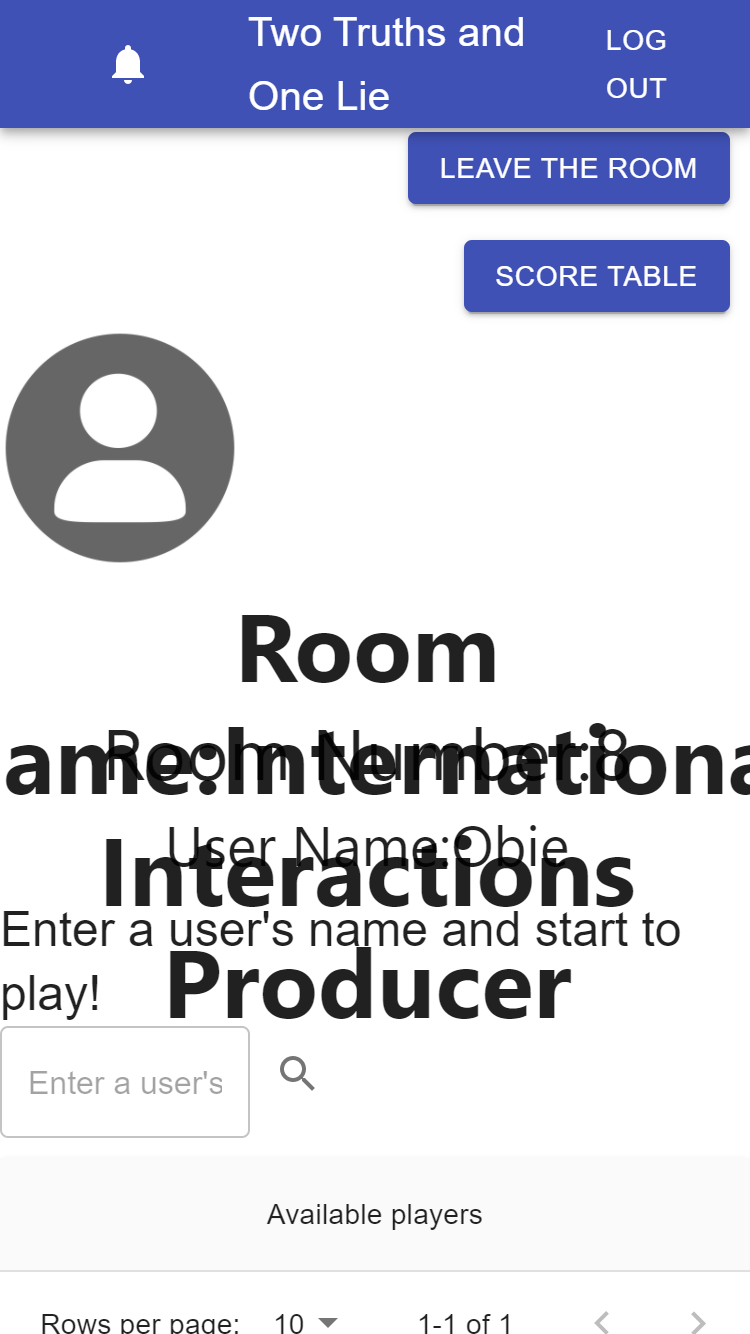 Two Truths and
One Lie
LOG
OUT
LEAVE THE ROOM
SCORE TABLE
Room
ame:Internationa
Interactions
Producer
Room Number:8
User Name:Obie
Enter a user's name and start to
play!
Enter a user's
Available players
Rows per page:
10
1-1 of 1